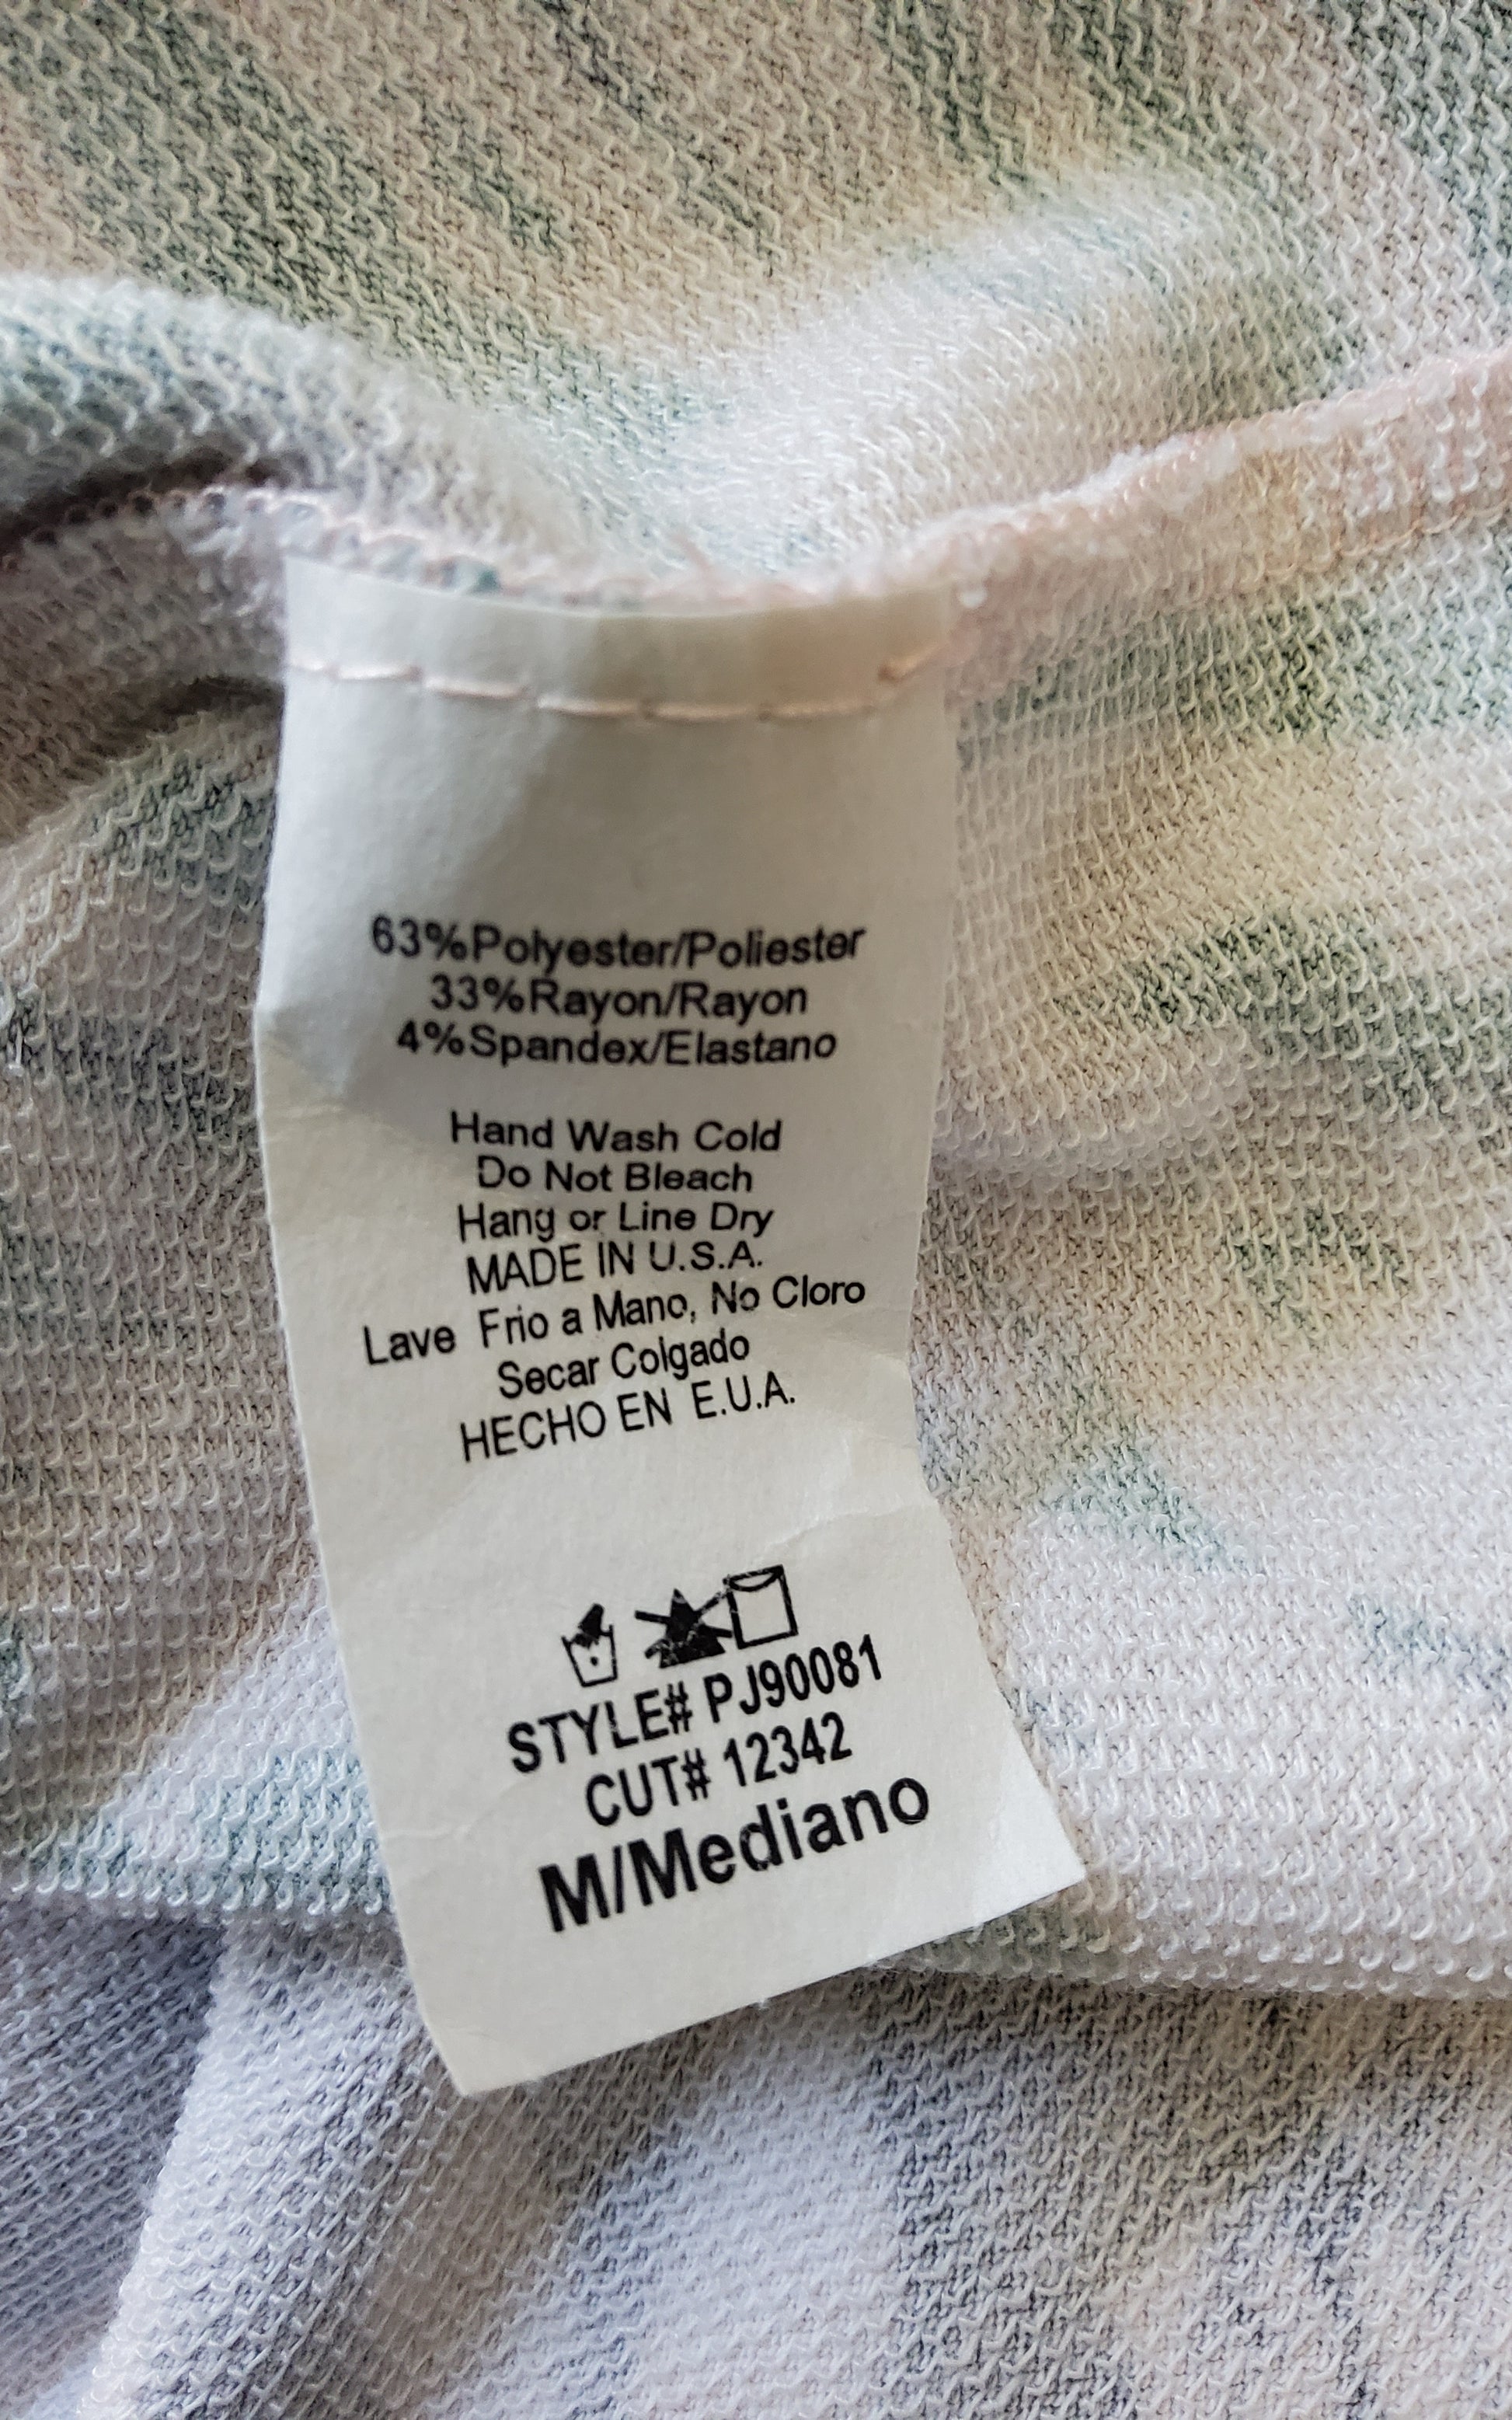 63%Polyester/Poliester
33%Rayon/Rayon
4%Spandex/Elastano
Hand Wash Cold
Do Not Bleach
Hang or Line Dry
MADE IN U.S.A.
Lave Frio a Mano, No Cloro
Secar Colgado
HECHO EN E.U.A.
STYLE# PJ90081
CUT# 12342
M/Mediano